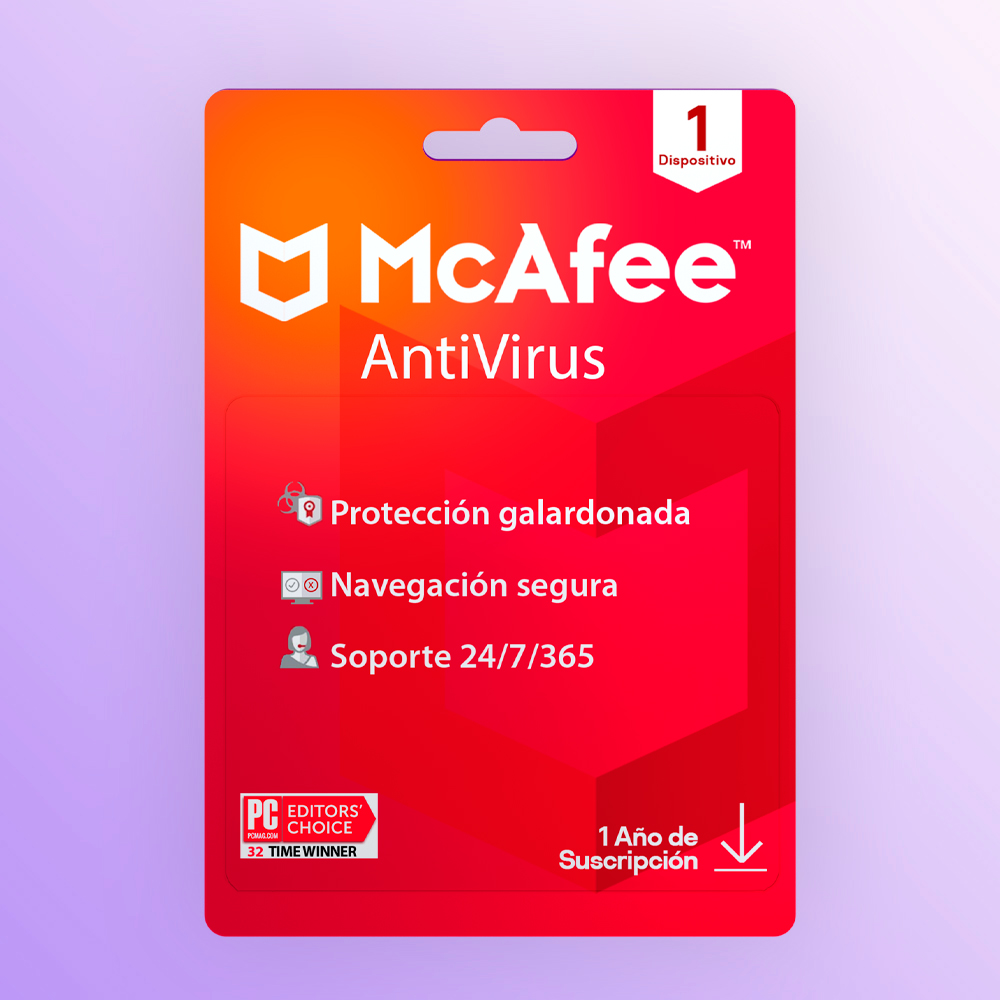 1
Dispositivo
McAfee™
AntiVirus
Protección galardonada
Navegación segura
Soporte 24/7/365
PC
PCMAG.COM
EDITORS'
CHOICE
32 TIME WINNER
1 Año de
Suscripción